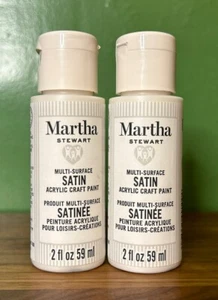 Martha
STEWART
MULTI-SURFACE
SATIN
ACRYLIC CRAFT PAINT
PRODUIT MULTI-SURFACE
SATINÉE
PEINTURE ACRYLIQUE
POUR LOISIRS-CRÉATIONS
2 fl oz 59 ml
Martha
STEWART
MULTI-SURFACE
SATIN
ACRYLIC CRAFT PAINT
PRODUIT MULTI-SURFACE
SATINÉE
PEINTURE ACRYLIQUE
POUR LOISIRS-CRÉATIONS
2 fl oz 59 ml